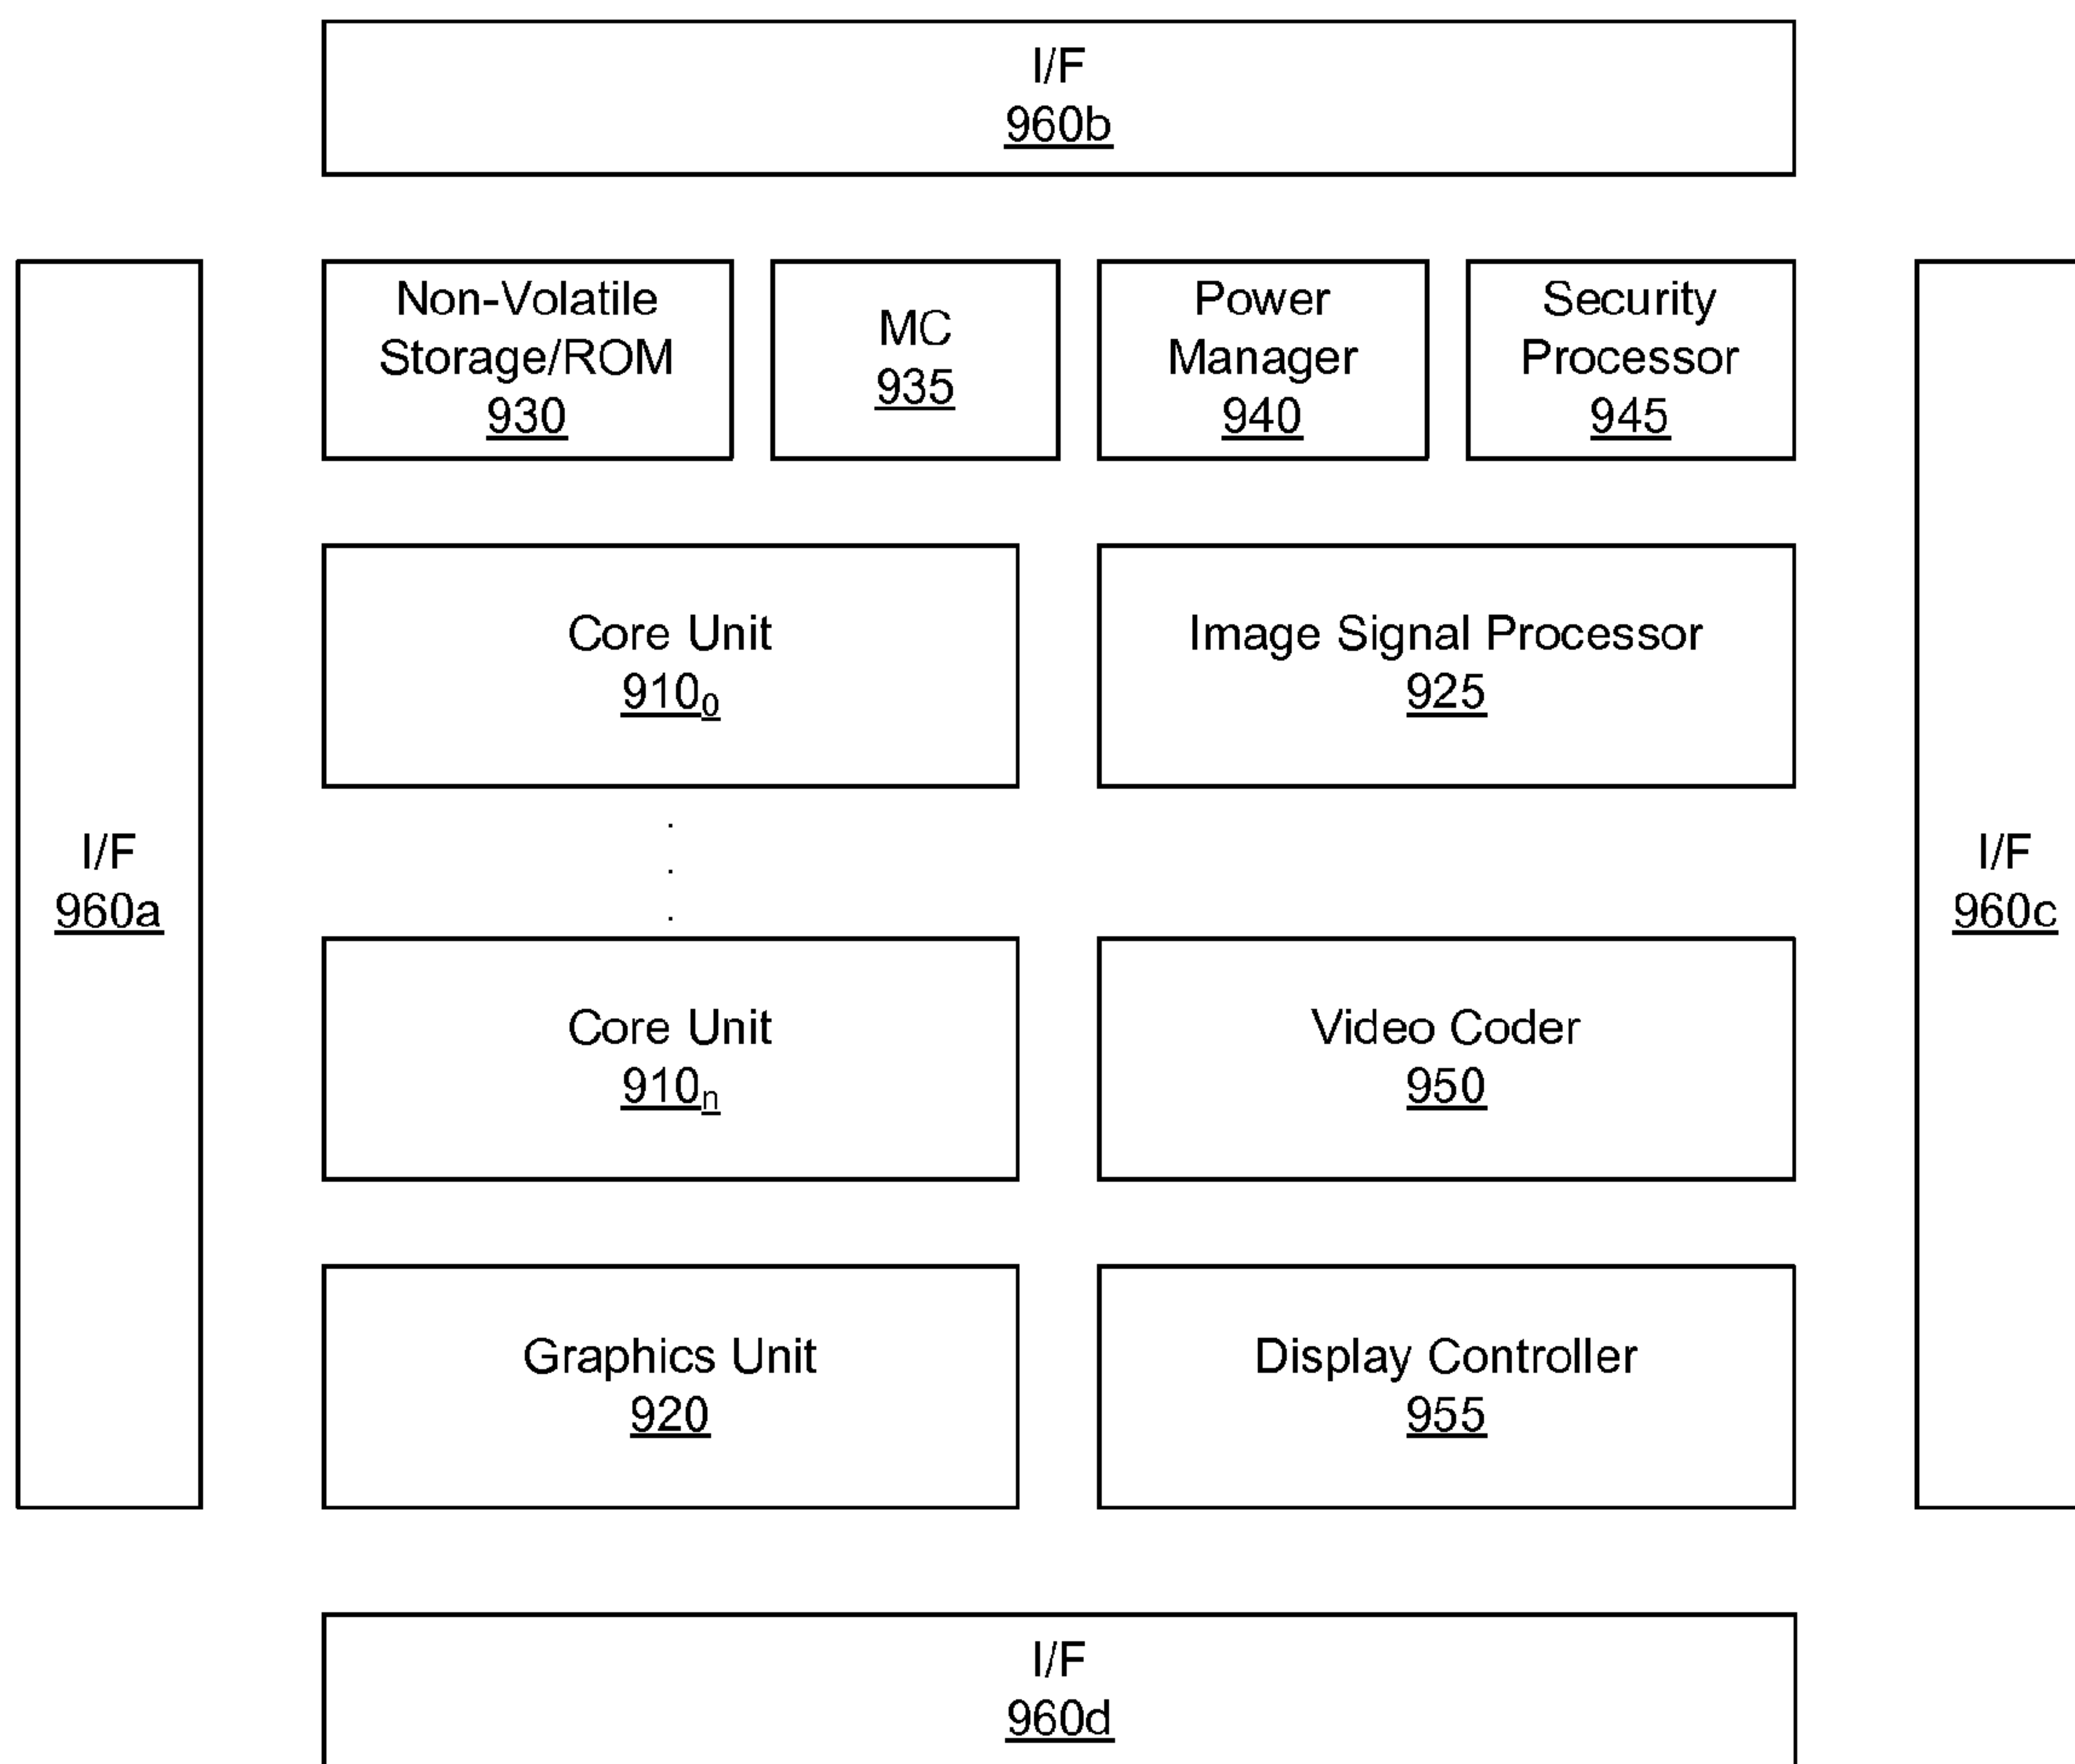 I/F
960b
Non-Volatile
Storage/ROM
930
MC
935
Power
Manager
940
Security
Processor
945
Core Unit
910₀
Image Signal Processor
925
I/F
960a
I/F
960c
Core Unit
910ₙ
Video Coder
950
Graphics Unit
920
Display Controller
955
I/F
960d